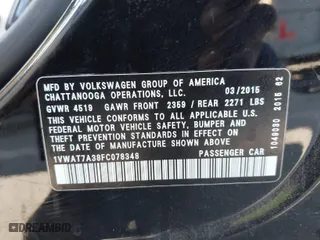 MFD BY VOLKSWAGEN GROUP OF AMERICA
CHATTANOOGA OPERATIONS, LLC. 03/2015
GVWR 4519 GAWR FRONT 2359 / REAR 2271 LBS
THIS VEHICLE CONFORMS TO ALL APPLICABLE U.S.
FEDERAL MOTOR VEHICLE SAFETY, BUMPER AND
THEFT PREVENTION STANDARDS IN EFFECT ON
THE DATE OF MANUFACTURE SHOWN ABOVE
1VWAT7A38FC078348 PASSENGER CAR
1049090 2015 82